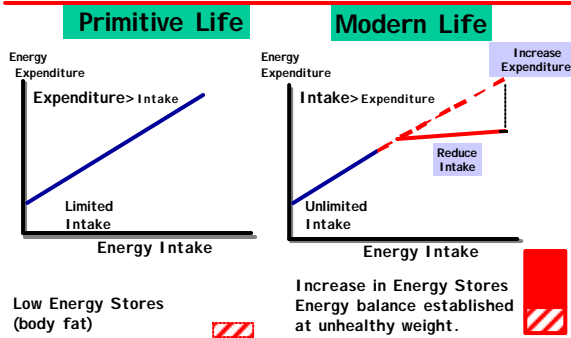 Primitive Life
Energy
Expenditure
Expenditure> Intake
Limited
Intake
Energy Intake
Low Energy Stores
(body fat)
Modern Life
Energy
Expenditure
Increase
Expenditure
Intake> Expenditure
Reduce
Intake
Unlimited
Intake
Energy Intake
Increase in Energy Stores
Energy balance established
at unhealthy weight.